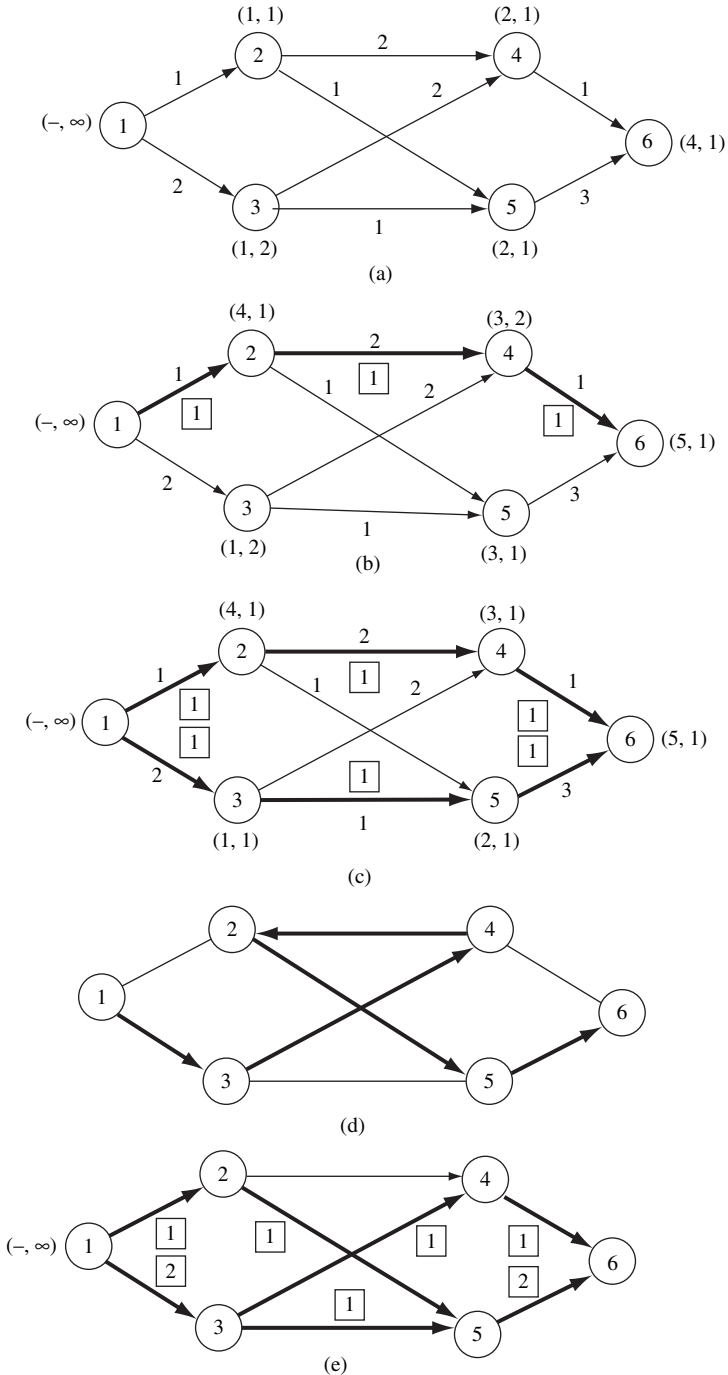 (1, 1) (2, 1)
2 2 4
1 1 2 1
(–, ∞) 1 6 (4, 1)
2 3
3 1 5
(1, 2) (2, 1)
(a)
(4, 1) (3, 2)
2 2 4
1 1 1 2 1
1 1
(–, ∞) 1 6 (5, 1)
2 3
3 1 5
(1, 2) (3, 1)
(b)
(4, 1) (3, 1)
2 2 4
1 1 1 2 1
1 1
(–, ∞) 1 1 1 6 (5, 1)
2 1 3
3 1 5
(1, 1) (2, 1)
(c)
2 4
1 6
3 5
(d)
2 4
(–, ∞) 1 1 1 1 1 6
2 2
3 1 5
(e)